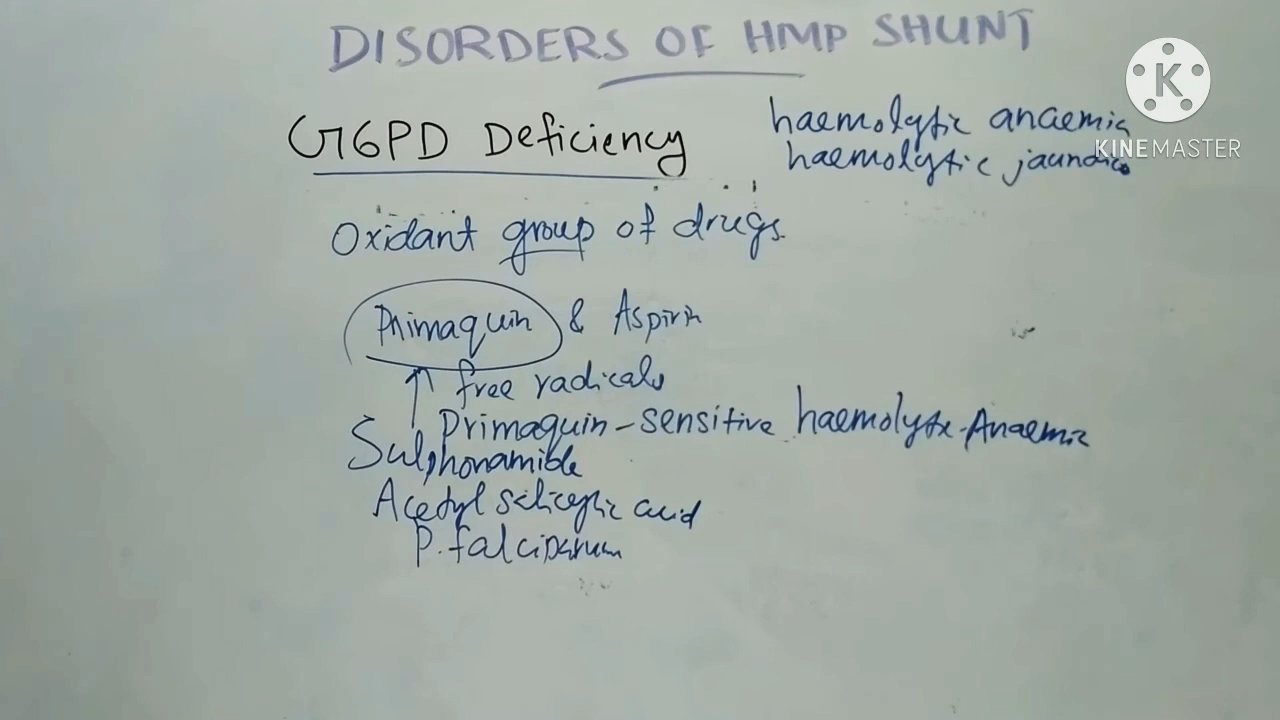 DISORDERS OF HMP SHUNT
G6PD Deficiency
haemolytic anaemia
haemolytic jaundice
K
KINEMASTER
Oxidant group of drugs.
Primaquin & Aspirin
free radicals
Primaquin-sensitive haemolytic-Anaemia
Sulphonamible
Acetyl salicylic acid
P. falciparum